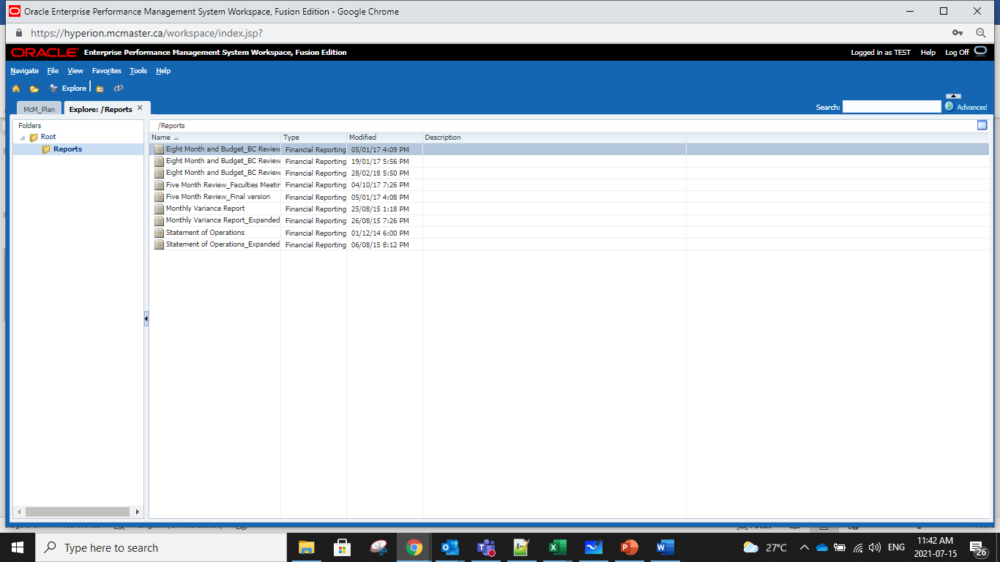 Oracle Enterprise Performance Management System Workspace, Fusion Edition - Google Chrome
https://hyperion.mcmaster.ca/workspace/index.jsp?
ORACLE Enterprise Performance Management System Workspace, Fusion Edition Logged in as TEST Help Log Off
Navigate File View Favorites Tools Help
Explore
McM_Plan Explore: /Reports Search: Advanced
Folders /Reports
Root Name Type Modified Description
Reports Eight Month and Budget_BC Review Financial Reporting 05/01/17 4:09 PM
Eight Month and Budget_BC Review Financial Reporting 19/01/17 5:56 PM
Eight Month and Budget_BC Review Financial Reporting 28/02/18 5:50 PM
Five Month Review_Faculties Meetin Financial Reporting 04/10/17 7:26 PM
Five Month Review_Final version Financial Reporting 05/01/17 4:08 PM
Monthly Variance Report Financial Reporting 25/08/15 1:18 PM
Monthly Variance Report_Expanded Financial Reporting 26/08/15 7:26 PM
Statement of Operations Financial Reporting 01/12/14 6:00 PM
Statement of Operations_Expanded Financial Reporting 06/08/15 8:12 PM
Type here to search 27°C ENG 11:42 AM
2021-07-15 26